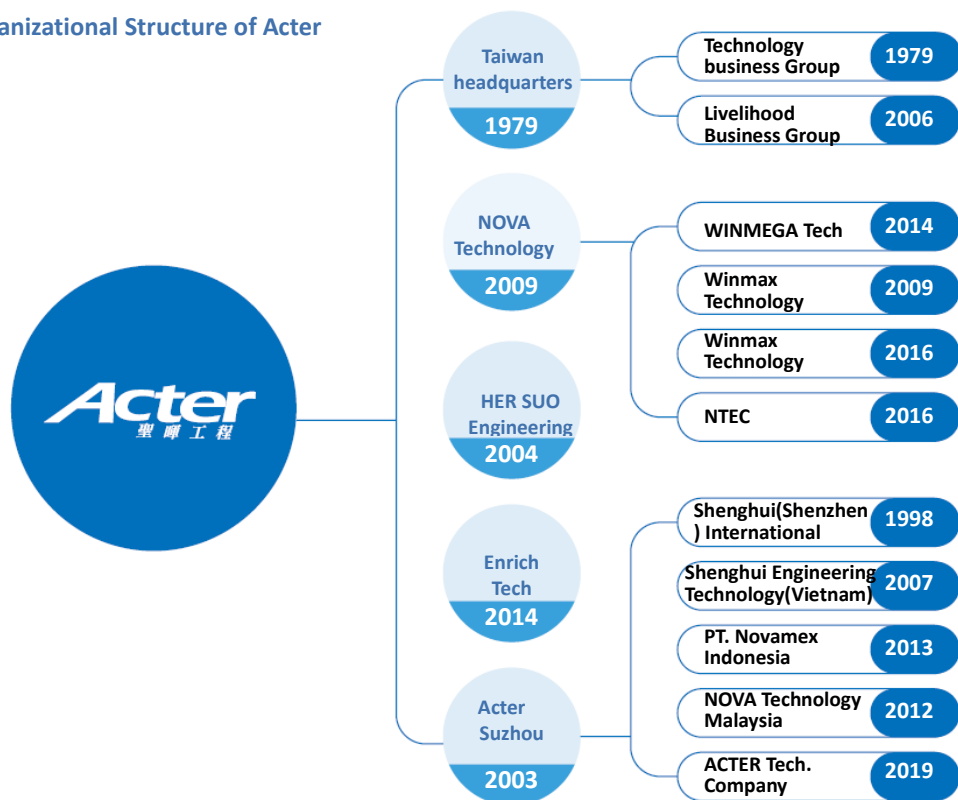 anizational Structure of Acter
Taiwan
headquarters
1979
Technology
business Group
1979
Livelihood
Business Group
2006
NOVA
Technology
2009
WINMEGA Tech
2014
Winmax
Technology
2009
Winmax
Technology
2016
NTEC
2016
Acter
聖暉工程
HER SUO
Engineering
2004
Enrich
Tech
2014
Acter
Suzhou
2003
Shenghui(Shenzhen
) International
1998
Shenghui Engineering
Technology(Vietnam)
2007
PT. Novamex
Indonesia
2013
NOVA Technology
Malaysia
2012
ACTER Tech.
Company
2019